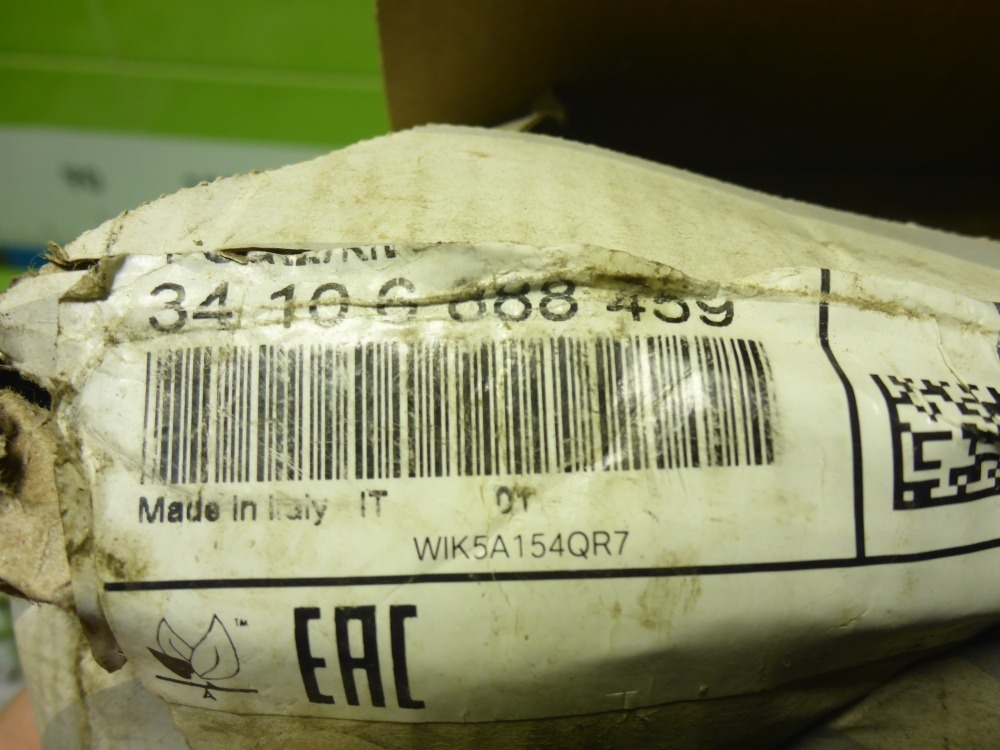 34 10 6 888 459
Made in Italy IT 01
WIK5A154QR7
EAC